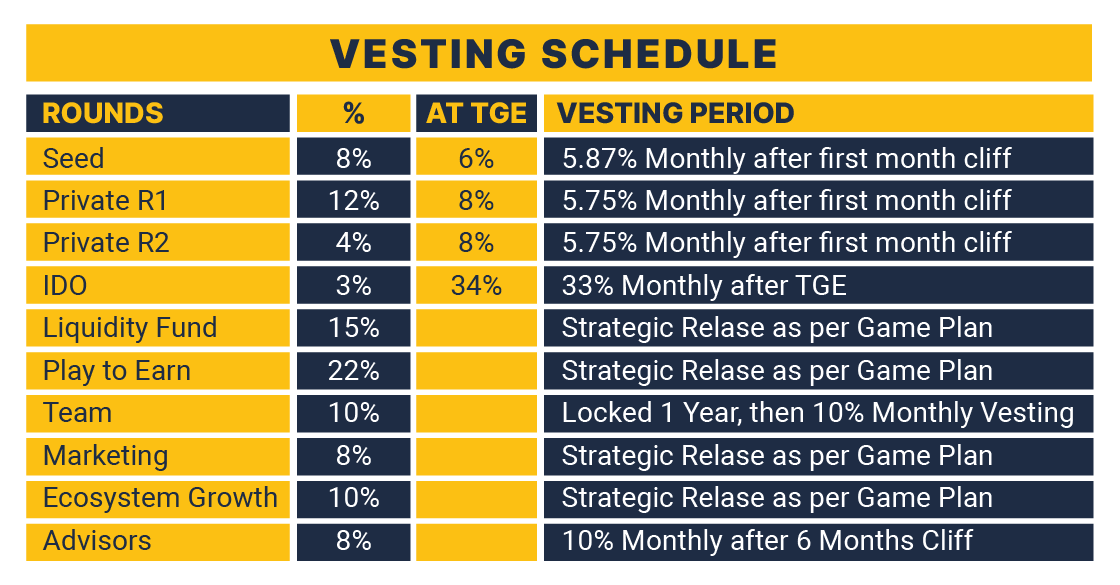 VESTING SCHEDULE
ROUNDS % AT TGE VESTING PERIOD
Seed 8% 6% 5.87% Monthly after first month cliff
Private R1 12% 8% 5.75% Monthly after first month cliff
Private R2 4% 8% 5.75% Monthly after first month cliff
IDO 3% 34% 33% Monthly after TGE
Liquidity Fund 15% Strategic Relase as per Game Plan
Play to Earn 22% Strategic Relase as per Game Plan
Team 10% Locked 1 Year, then 10% Monthly Vesting
Marketing 8% Strategic Relase as per Game Plan
Ecosystem Growth 10% Strategic Relase as per Game Plan
Advisors 8% 10% Monthly after 6 Months Cliff